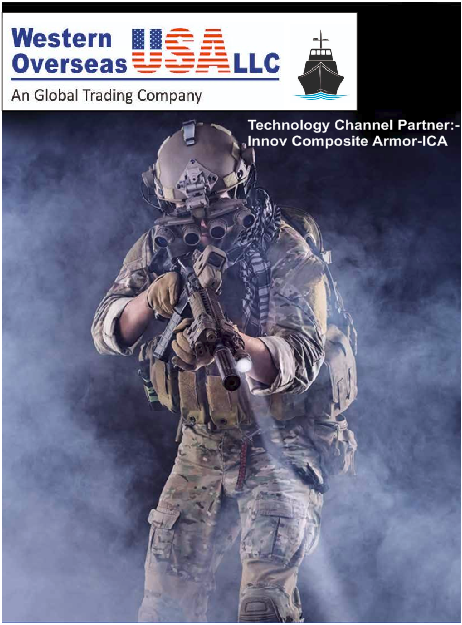 Western
Overseas USA LLC
An Global Trading Company
Technology Channel Partner:-
Innov Composite Armor-ICA